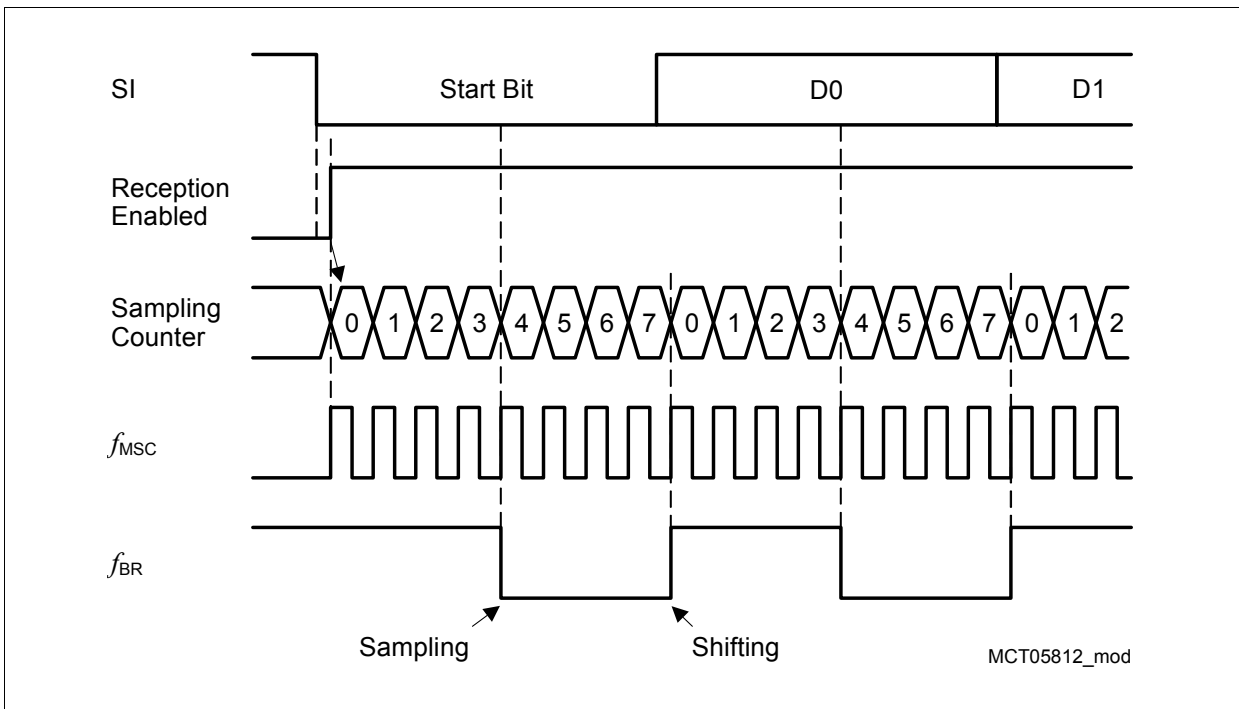 SI
Start Bit
D0
D1
Reception
Enabled
Sampling
Counter
0 1 2 3 4 5 6 7 0 1 2 3 4 5 6 7 0 1 2
fMSC
fBR
Sampling
Shifting
MCT05812_mod